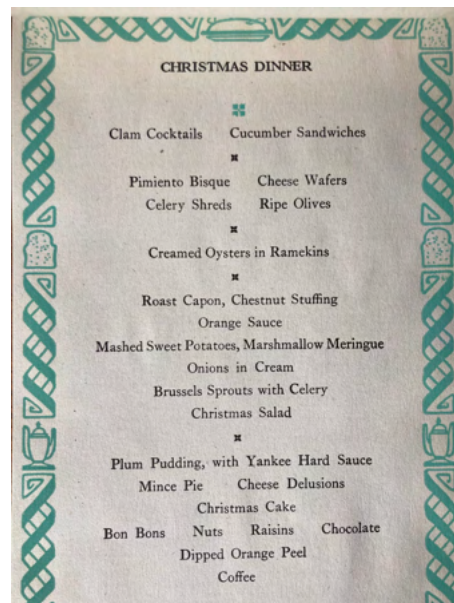 CHRISTMAS DINNER
Clam Cocktails Cucumber Sandwiches
Pimiento Bisque Cheese Wafers
Celery Shreds Ripe Olives
Creamed Oysters in Ramekins
Roast Capon, Chestnut Stuffing
Orange Sauce
Mashed Sweet Potatoes, Marshmallow Meringue
Onions in Cream
Brussels Sprouts with Celery
Christmas Salad
Plum Pudding, with Yankee Hard Sauce
Mince Pie Cheese Delusions
Christmas Cake
Bon Bons Nuts Raisins Chocolate
Dipped Orange Peel
Coffee